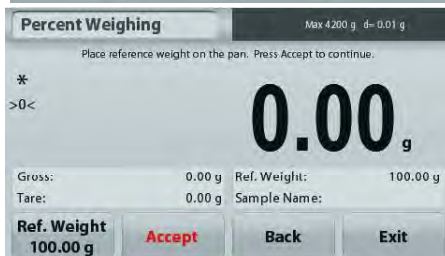 Percent Weighing
Max 4200 g d= 0.01 g
Place reference weight on the pan. Press Accept to continue.
*
>0<
0.00 g
Gross: 0.00 g Ref. Weight: 100.00 g
Tare: 0.00 g Sample Name:
Ref. Weight
100.00 g
Accept
Back
Exit